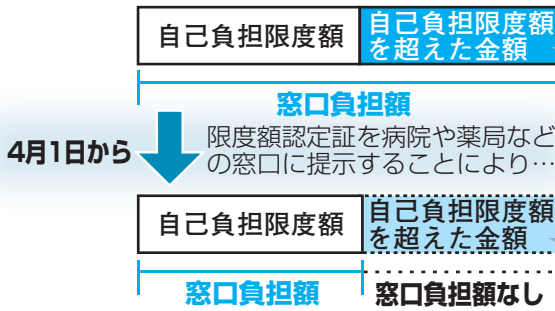 自己負担限度額
自己負担限度額
を超えた金額
窓口負担額
4月1日から
限度額認定証を病院や薬局など
の窓口に提示することにより…
自己負担限度額
自己負担限度額
を超えた金額
窓口負担額
窓口負担額なし